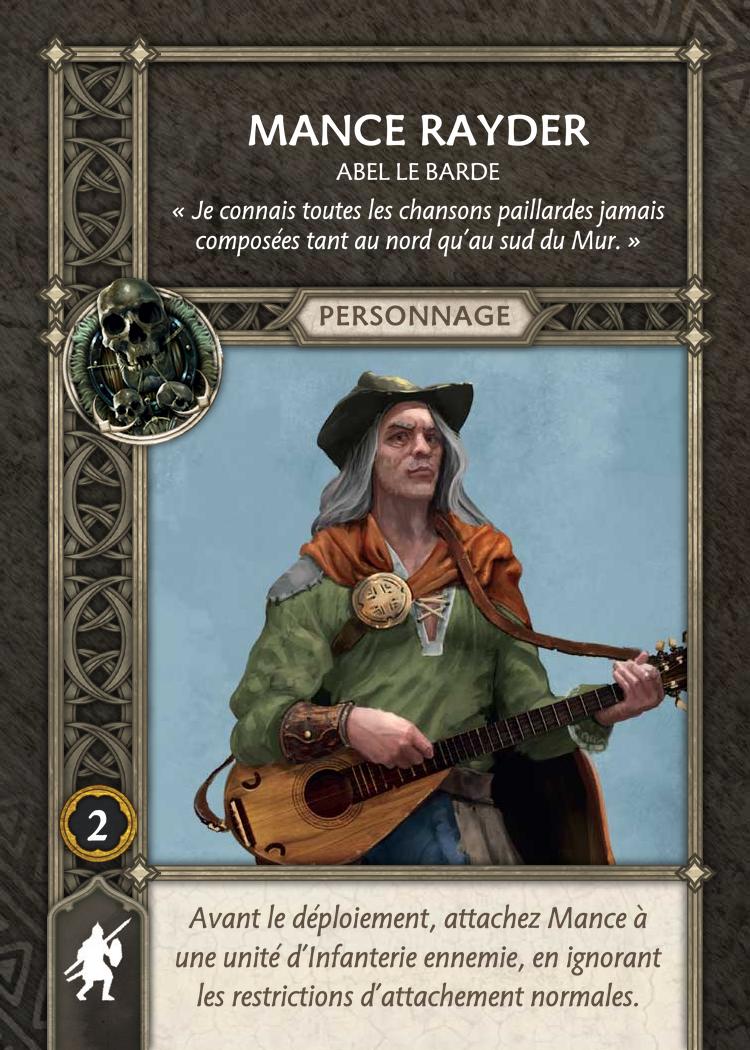 MANCE RAYDER
ABEL LE BARDE
« Je connais toutes les chansons paillardes jamais
composées tant au nord qu'au sud du Mur. »
PERSONNAGE
2
Avant le déploiement, attachez Mance à
une unité d'Infanterie ennemie, en ignorant
les restrictions d'attachement normales.